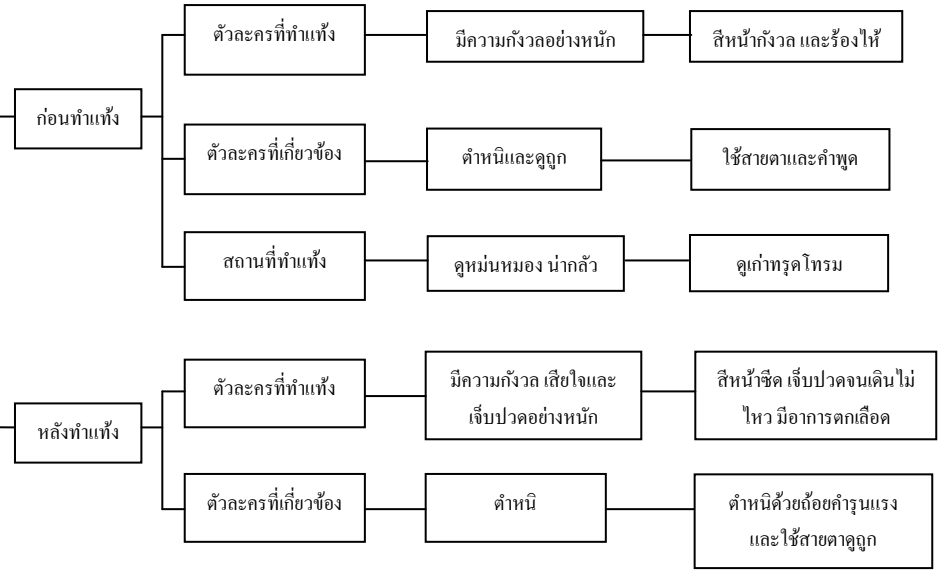 ตัวละครที่ทำแท้ง
มีความกังวลอย่างหนัก
สีหน้ากังวล และร้องไห้
ก่อนทำแท้ง
ตัวละครที่เกี่ยวข้อง
ตำหนิและดูถูก
ใช้สายตาและคำพูด
สถานที่ทำแท้ง
ดูหม่นหมอง น่ากลัว
ดูเก่าทรุดโทรม
หลังทำแท้ง
ตัวละครที่ทำแท้ง
มีความกังวล เสียใจและ
เจ็บปวดอย่างหนัก
สีหน้าซีด เจ็บปวดจนเดินไม่
ไหว มีอาการตกเลือด
ตัวละครที่เกี่ยวข้อง
ตำหนิ
ตำหนิด้วยถ้อยคำรุนแรง
และใช้สายตาดูถูก